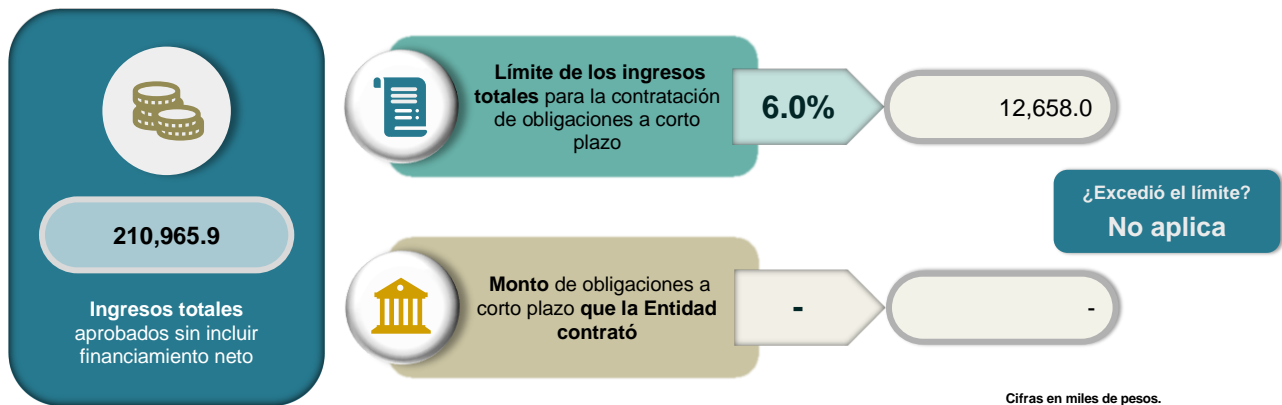 210,965.9
Ingresos totales
aprobados sin incluir
financiamiento neto
Límite de los ingresos
totales para la contratación
de obligaciones a corto
plazo
6.0%
12,658.0
Monto de obligaciones a
corto plazo que la Entidad
contrató
-
-
¿Excedió el límite?
No aplica
Cifras en miles de pesos.